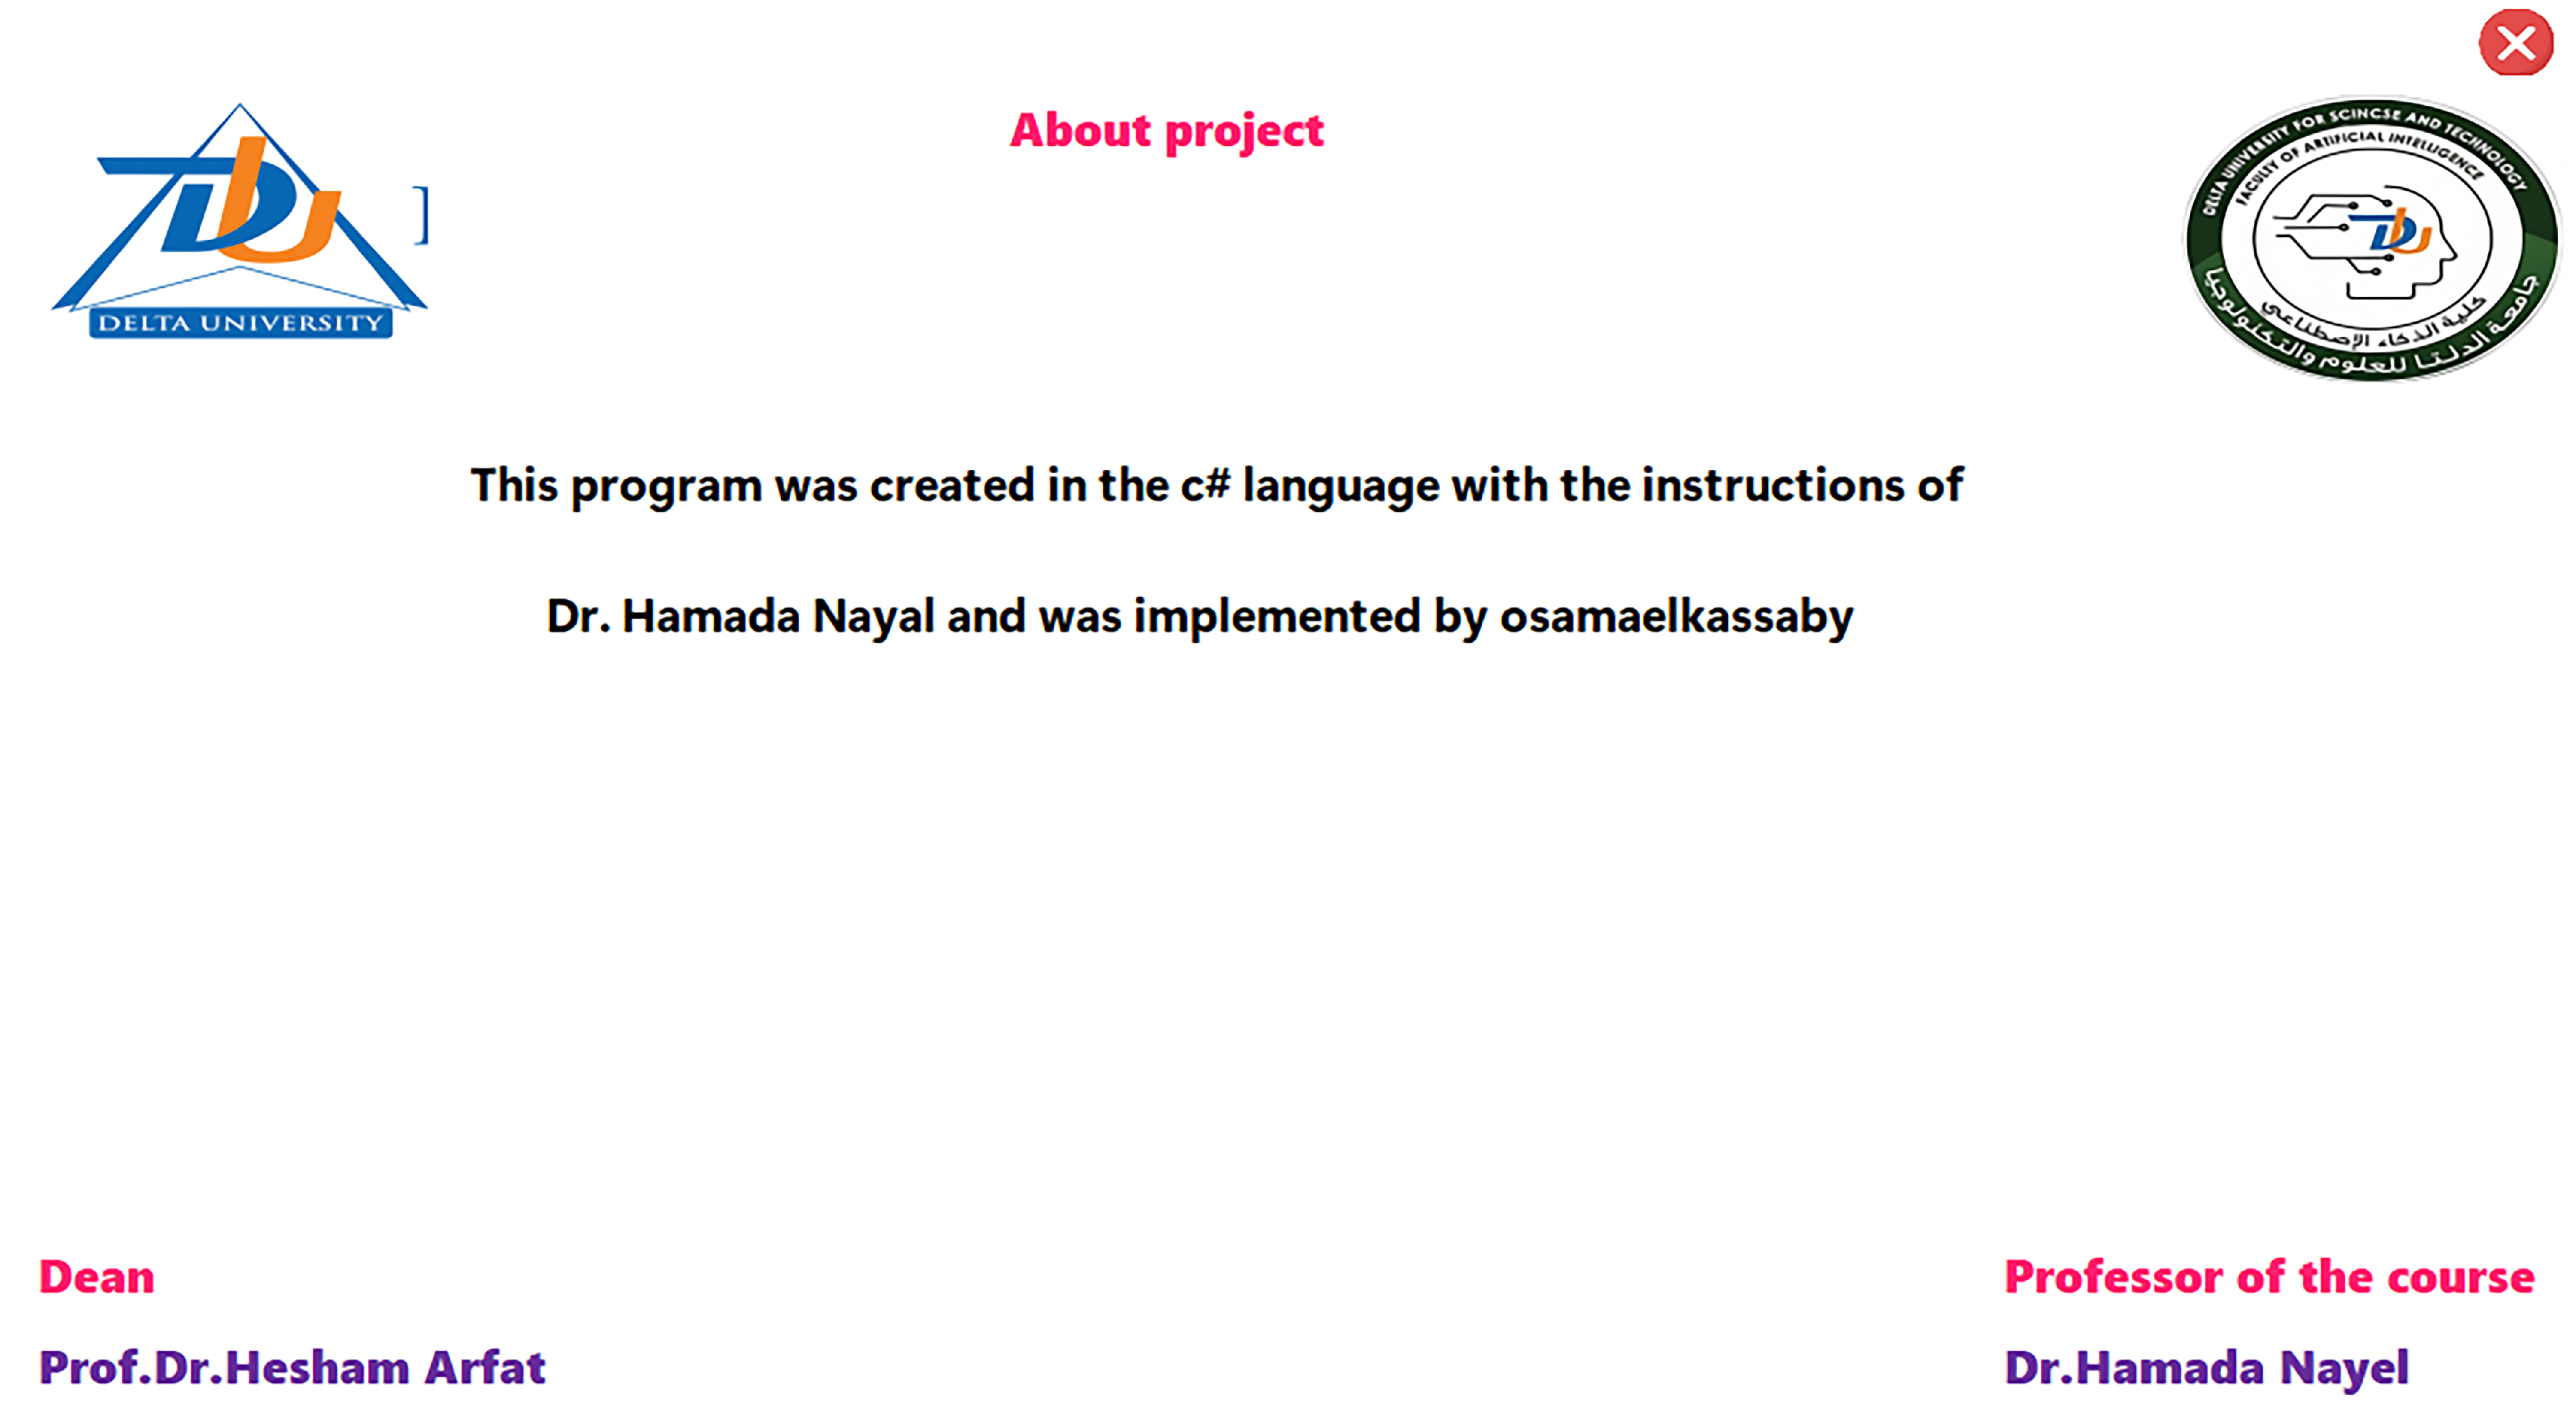 About project
DU
DELTA UNIVERSITY
]
DELTA UNIVERSITY FOR SCINCSE AND TECHNOLOGY
FACULTY OF ARTIFICIAL INTELLIGENCE
DU
كلية الذكاء الإصطناعي
جامعة الدلتا للعلوم والتكنولوجيا
This program was created in the c# language with the instructions of
Dr. Hamada Nayal and was implemented by osamaelkassaby
Dean
Prof.Dr.Hesham Arfat
Professor of the course
Dr.Hamada Nayel